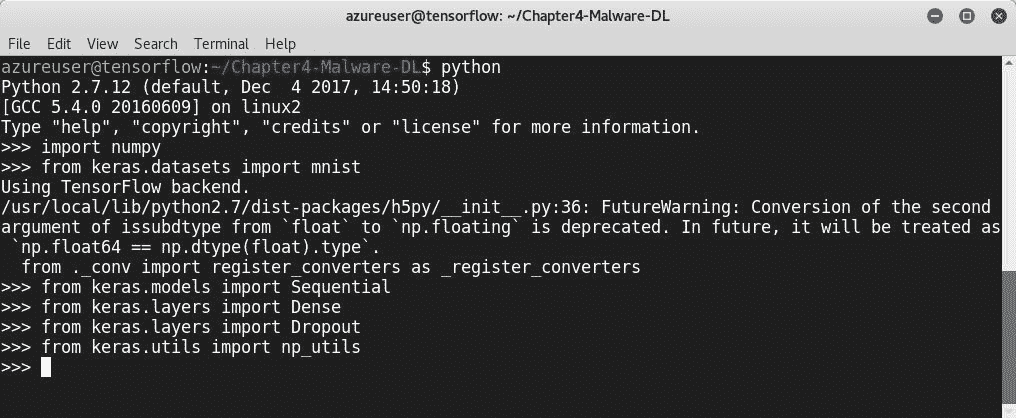 azureuser@tensorflow: ~/Chapter4-Malware-DL
File Edit View Search Terminal Help
azureuser@tensorflow:~/Chapter4-Malware-DL$ python
Python 2.7.12 (default, Dec  4 2017, 14:50:18)
[GCC 5.4.0 20160609] on linux2
Type "help", "copyright", "credits" or "license" for more information.
>>> import numpy
>>> from keras.datasets import mnist
Using TensorFlow backend.
/usr/local/lib/python2.7/dist-packages/h5py/__init__.py:36: FutureWarning: Conversion of the second
argument of issubdtype from `float` to `np.floating` is deprecated. In future, it will be treated as
 `np.float64 == np.dtype(float).type`.
  from ._conv import register_converters as _register_converters
>>> from keras.models import Sequential
>>> from keras.layers import Dense
>>> from keras.layers import Dropout
>>> from keras.utils import np_utils
>>>